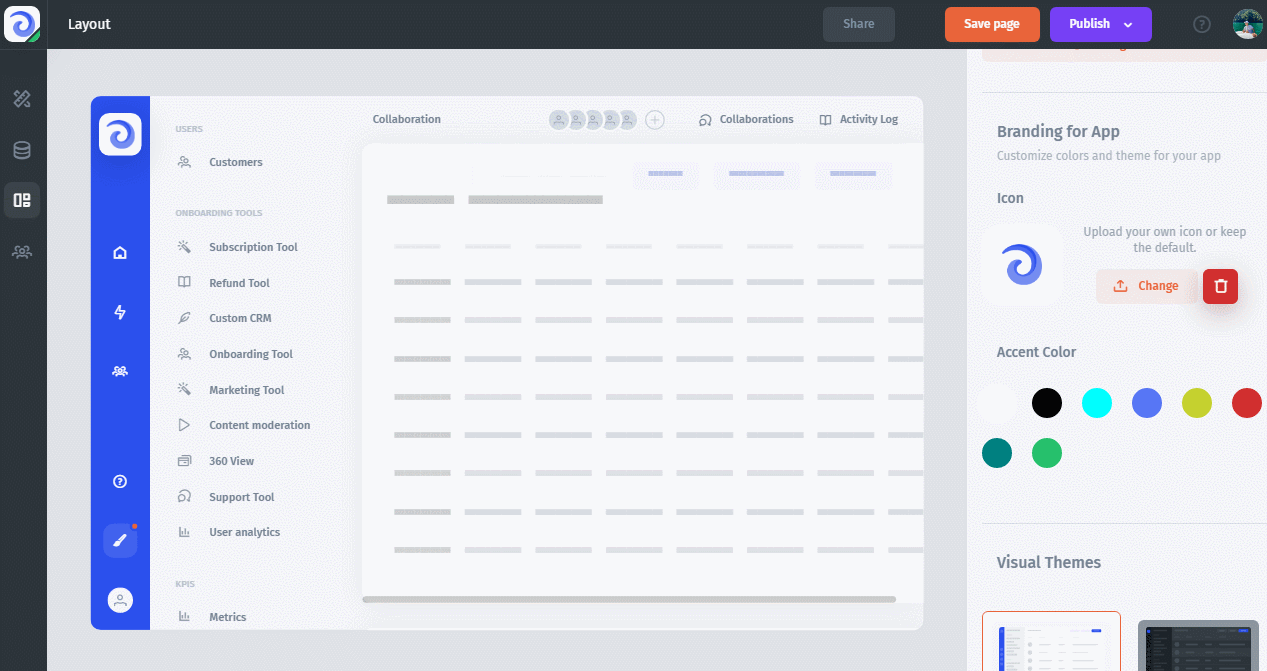 Layout
Share
Save page
Publish
USERS
Customers
ONBOARDING TOOLS
Subscription Tool
Refund Tool
Custom CRM
Onboarding Tool
Marketing Tool
Content moderation
360 View
Support Tool
User analytics
KPIS
Metrics
Collaboration
Collaborations
Activity Log
Branding for App
Customize colors and theme for your app
Icon
Upload your own icon or keep
the default.
Change
Accent Color
Visual Themes